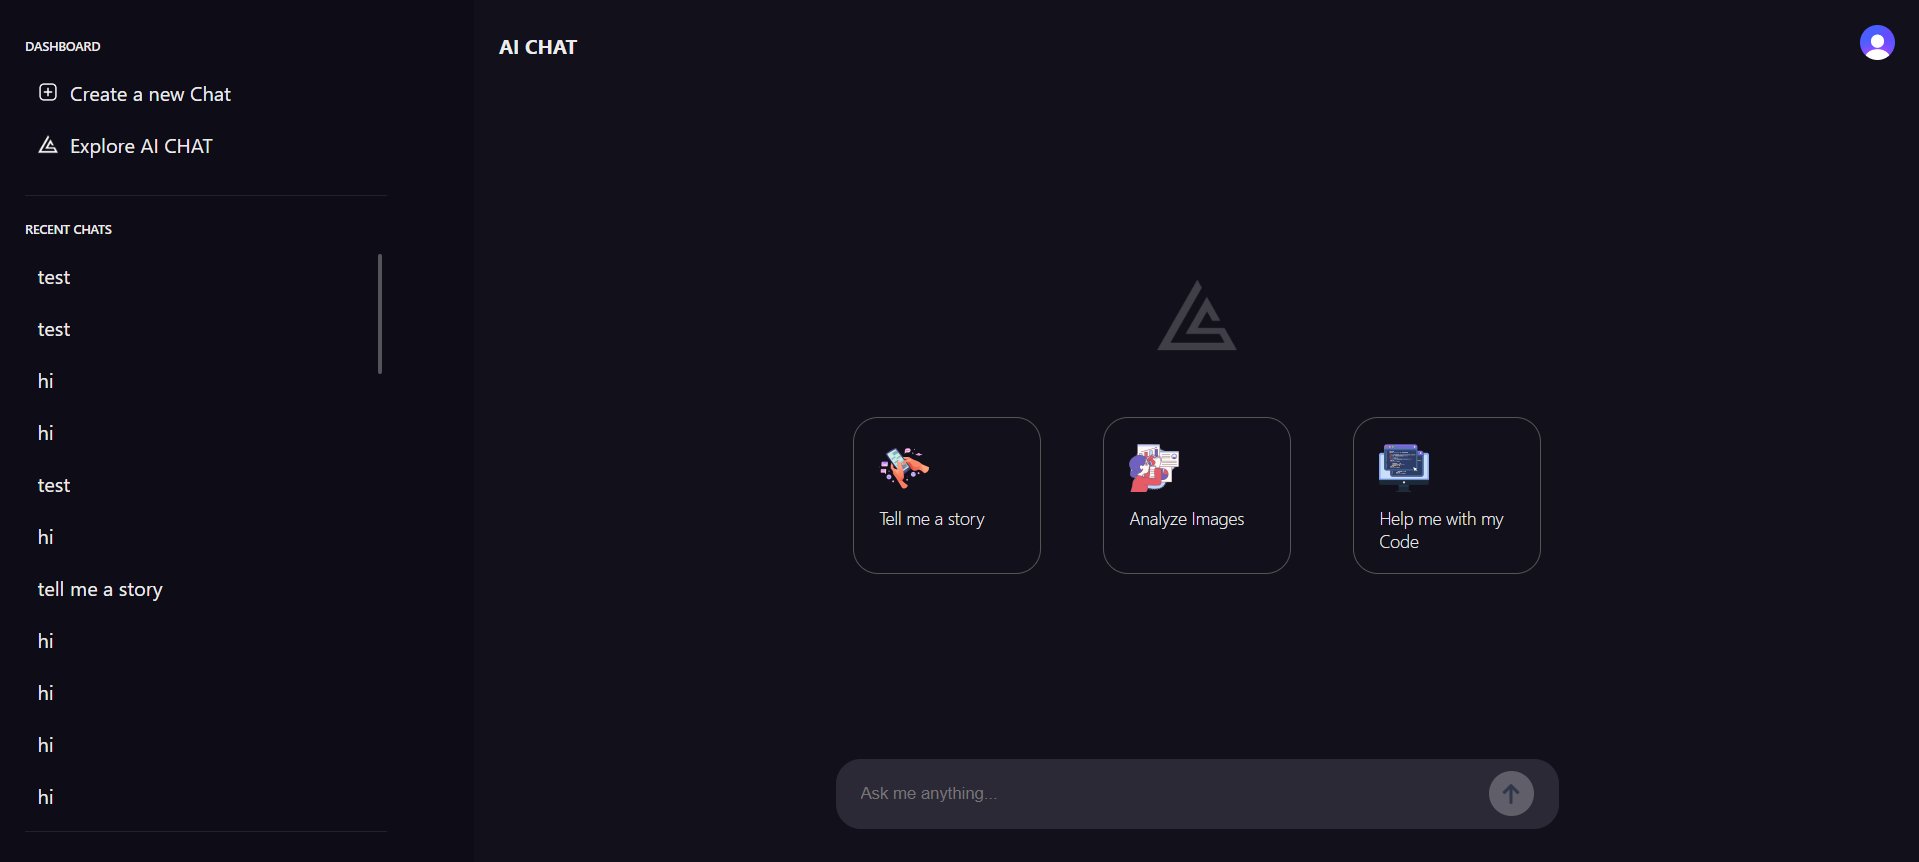 DASHBOARD
Create a new Chat
Explore AI CHAT
RECENT CHATS
test
test
hi
hi
test
hi
tell me a story
hi
hi
hi
hi
AI CHAT
Tell me a story
Analyze Images
Help me with my
Code
Ask me anything...